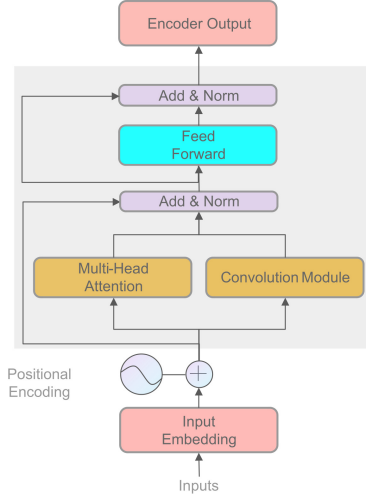 Encoder Output
Add & Norm
Feed
Forward
Add & Norm
Multi-Head
Attention
Convolution Module
Positional
Encoding
Input
Embedding
Inputs